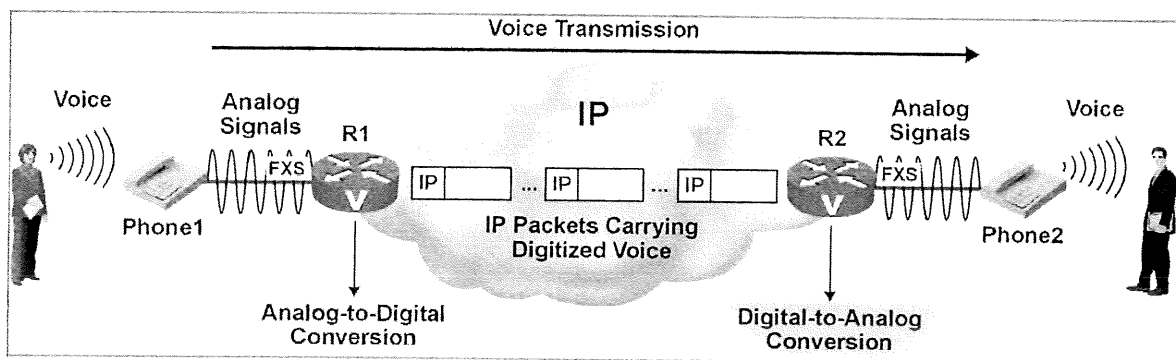 Voice Transmission
Voice
Analog
Signals
R1
IP
R2
Analog
Signals
Voice
FXS
V
IP
...
IP
...
IP
V
FXS
Phone1
IP Packets Carrying
Digitized Voice
Phone2
Analog-to-Digital
Conversion
Digital-to-Analog
Conversion